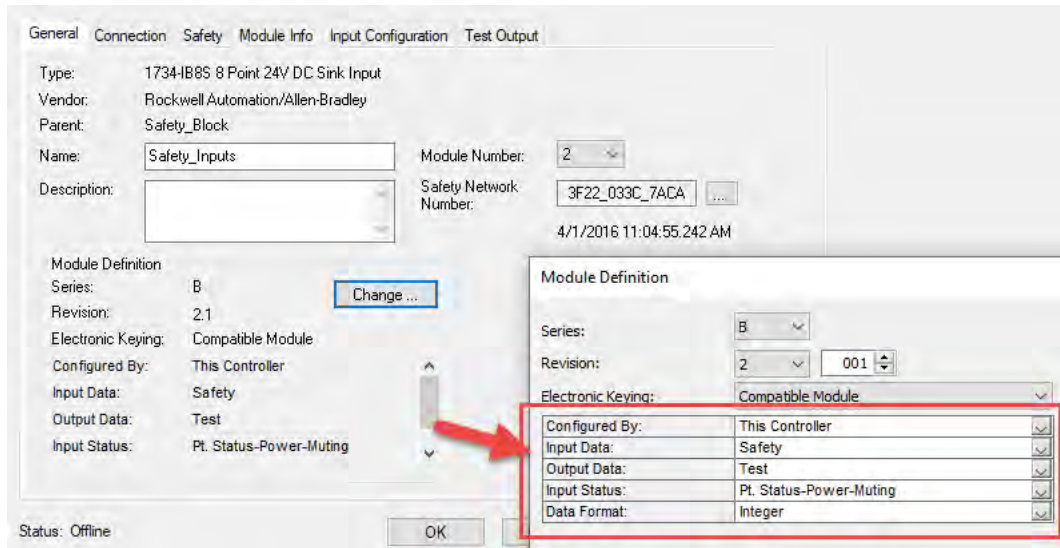 General Connection Safety Module Info Input Configuration Test Output
Type: 1734-IB8S 8 Point 24V DC Sink Input
Vendor: Rockwell Automation/Allen-Bradley
Parent: Safety_Block
Name: Safety_Inputs Module Number: 2
Description: Safety Network Number: 3F22_033C_7ACA ...
4/1/2016 11:04:55.242 AM
Module Definition
Series: B Change ...
Revision: 2.1
Electronic Keying: Compatible Module
Configured By: This Controller
Input Data: Safety
Output Data: Test
Input Status: Pt. Status-Power-Muting
Status: Offline OK
Module Definition
Series: B
Revision: 2 001
Electronic Keying: Compatible Module
Configured By: This Controller
Input Data: Safety
Output Data: Test
Input Status: Pt. Status-Power-Muting
Data Format: Integer